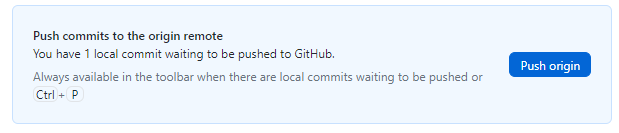 Push commits to the origin remote
You have 1 local commit waiting to be pushed to GitHub.
Always available in the toolbar when there are local commits waiting to be pushed or
Ctrl + P
Push origin